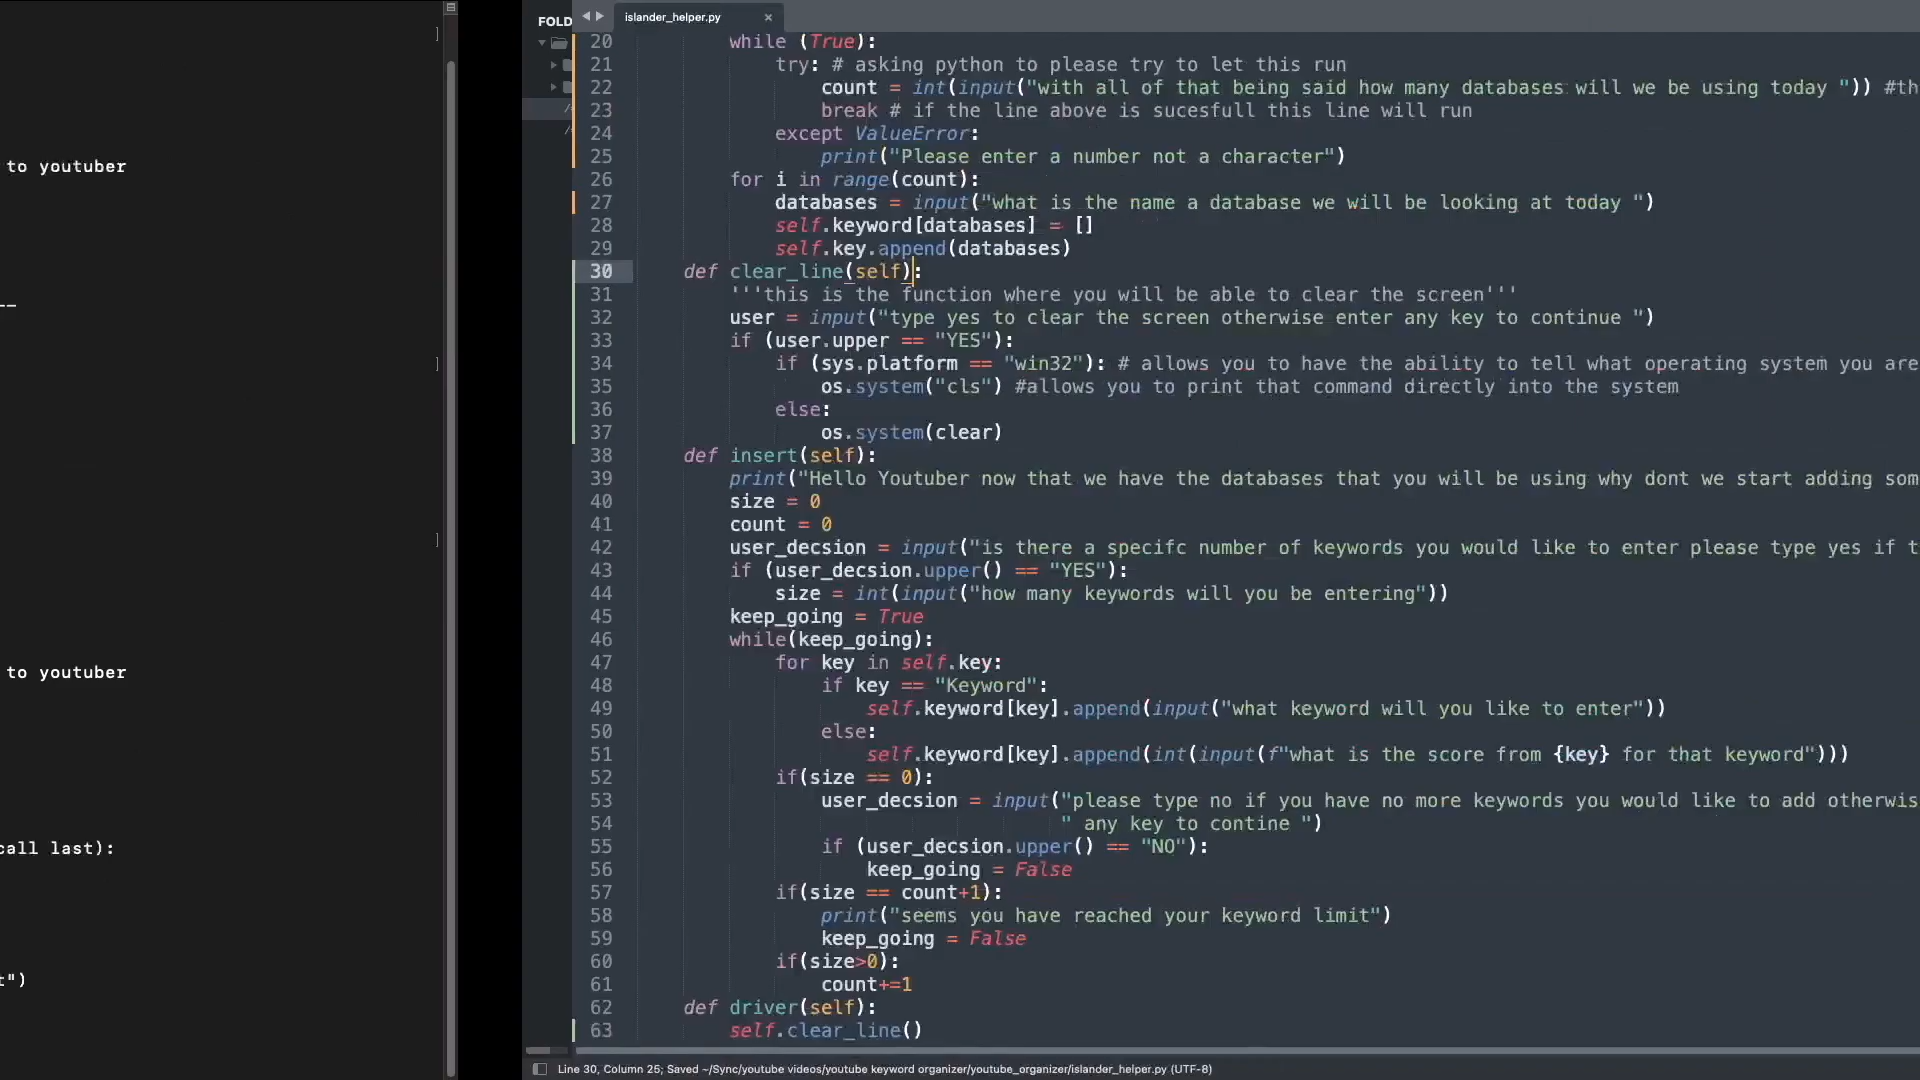 ]
to youtuber
--
]
]
to youtuber
call last):
t")
FOLD
islander_helper.py ×
20 while (True):
21 try: # asking python to please try to let this run
22 count = int(input("with all of that being said how many databases will we be using today ")) #th
23 break # if the line above is sucesfull this line will run
24 except ValueError:
25 print("Please enter a number not a character")
26 for i in range(count):
27 databases = input("what is the name a database we will be looking at today ")
28 self.keyword[databases] = []
29 self.key.append(databases)
30 def clear_line(self):
31 '''this is the function where you will be able to clear the screen'''
32 user = input("type yes to clear the screen otherwise enter any key to continue ")
33 if (user.upper == "YES"):
34 if (sys.platform == "win32"): # allows you to have the ability to tell what operating system you are
35 os.system("cls") #allows you to print that command directly into the system
36 else:
37 os.system(clear)
38 def insert(self):
39 print("Hello Youtuber now that we have the databases that you will be using why dont we start adding som
40 size = 0
41 count = 0
42 user_decsion = input("is there a specifc number of keywords you would like to enter please type yes if t
43 if (user_decsion.upper() == "YES"):
44 size = int(input("how many keywords will you be entering"))
45 keep_going = True
46 while(keep_going):
47 for key in self.key:
48 if key == "Keyword":
49 self.keyword[key].append(input("what keyword will you like to enter"))
50 else:
51 self.keyword[key].append(int(input(f"what is the score from {key} for that keyword")))
52 if(size == 0):
53 user_decsion = input("please type no if you have no more keywords you would like to add otherwis
54 " any key to contine ")
55 if (user_decsion.upper() == "NO"):
56 keep_going = False
57 if(size == count+1):
58 print("seems you have reached your keyword limit")
59 keep_going = False
60 if(size>0):
61 count+=1
62 def driver(self):
63 self.clear_line()
Line 30, Column 25; Saved ~/Sync/youtube videos/youtube keyword organizer/youtube_organizer/islander_helper.py (UTF-8)